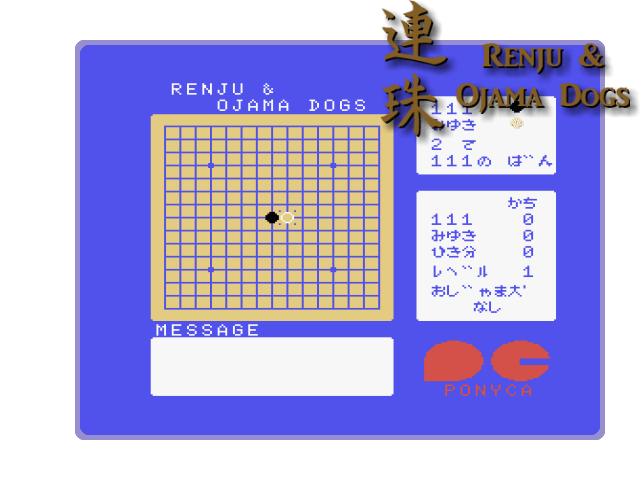 連珠
RENJU &
OJAMA DOGS
RENJU &
OJAMA DOGS
111
みゆき
2 て
111の ば゛ん
かち
111 0
みゆき 0
ひき分 0
レヘ゛ル 1
おし゛ゃま犬
なし
MESSAGE
PONYCA